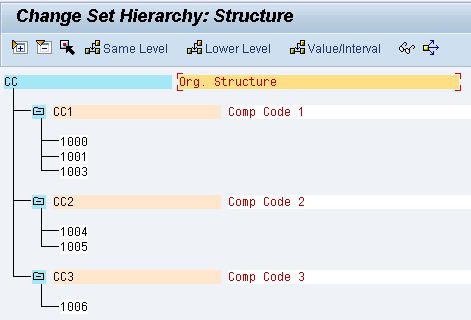 Change Set Hierarchy: Structure
Same Level Lower Level Value/Interval
CC Org. Structure
CC1 Comp Code 1
1000
1001
1003
CC2 Comp Code 2
1004
1005
CC3 Comp Code 3
1006